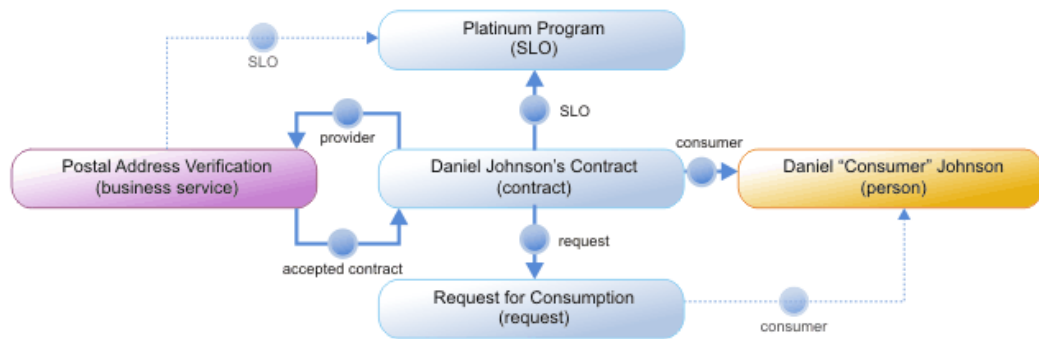 Platinum Program
(SLO)
SLO
SLO
provider
consumer
Postal Address Verification
(business service)
Daniel Johnson's Contract
(contract)
Daniel “Consumer” Johnson
(person)
accepted contract
request
Request for Consumption
(request)
consumer